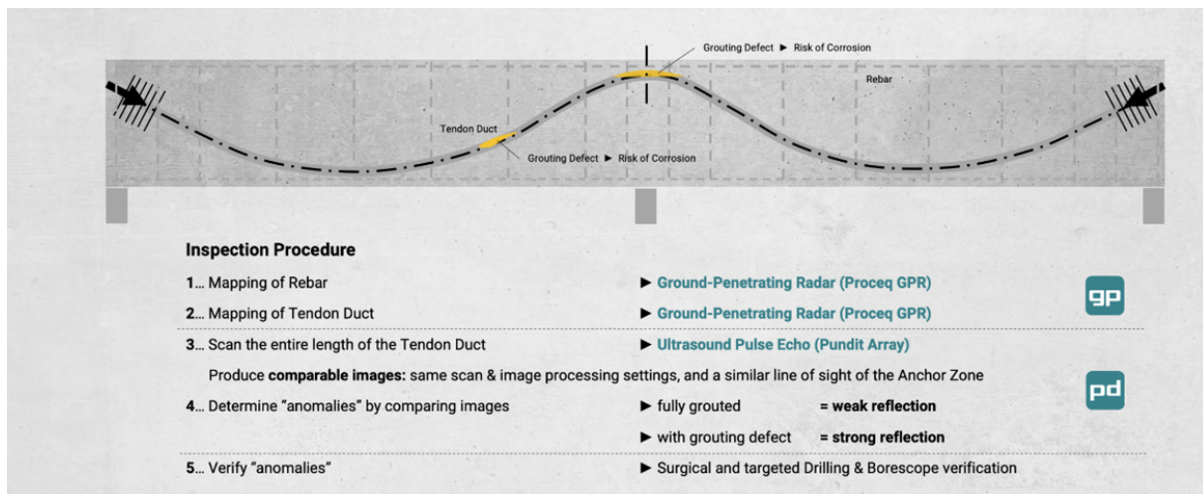 Grouting Defect ► Risk of Corrosion
Rebar
Tendon Duct
Grouting Defect ► Risk of Corrosion
Inspection Procedure
1... Mapping of Rebar ► Ground-Penetrating Radar (Proceq GPR)
gp
2... Mapping of Tendon Duct ► Ground-Penetrating Radar (Proceq GPR)
3... Scan the entire length of the Tendon Duct ► Ultrasound Pulse Echo (Pundit Array)
Produce comparable images: same scan & image processing settings, and a similar line of sight of the Anchor Zone
pd
4... Determine “anomalies” by comparing images ► fully grouted = weak reflection
► with grouting defect = strong reflection
5... Verify “anomalies” ► Surgical and targeted Drilling & Borescope verification